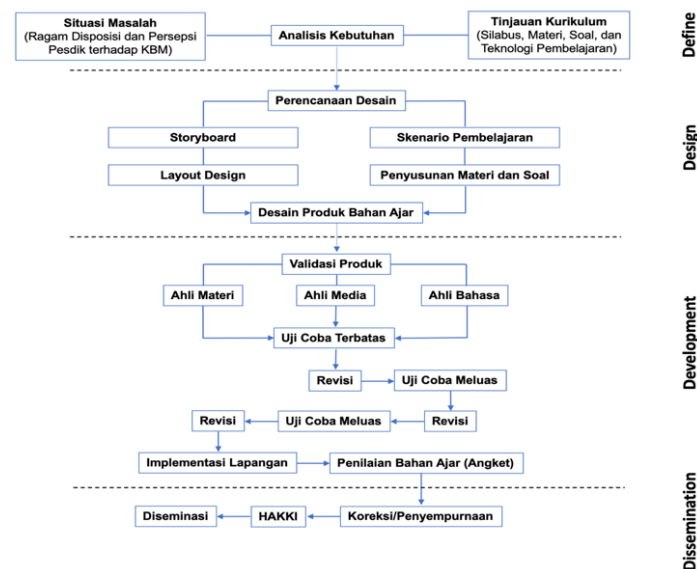 Situasi Masalah
(Ragam Disposisi dan Persepsi
Pesdik terhadap KBM)
Analisis Kebutuhan
Tinjauan Kurikulum
(Silabus, Materi, Soal, dan
Teknologi Pembelajaran)
Define
Perencanaan Desain
Storyboard
Skenario Pembelajaran
Layout Design
Penyusunan Materi dan Soal
Desain Produk Bahan Ajar
Design
Validasi Produk
Ahli Materi
Ahli Media
Ahli Bahasa
Uji Coba Terbatas
Revisi
Uji Coba Meluas
Revisi
Uji Coba Meluas
Revisi
Implementasi Lapangan
Penilaian Bahan Ajar (Angket)
Development
Diseminasi
HAKKI
Koreksi/Penyempurnaan
Dissemination